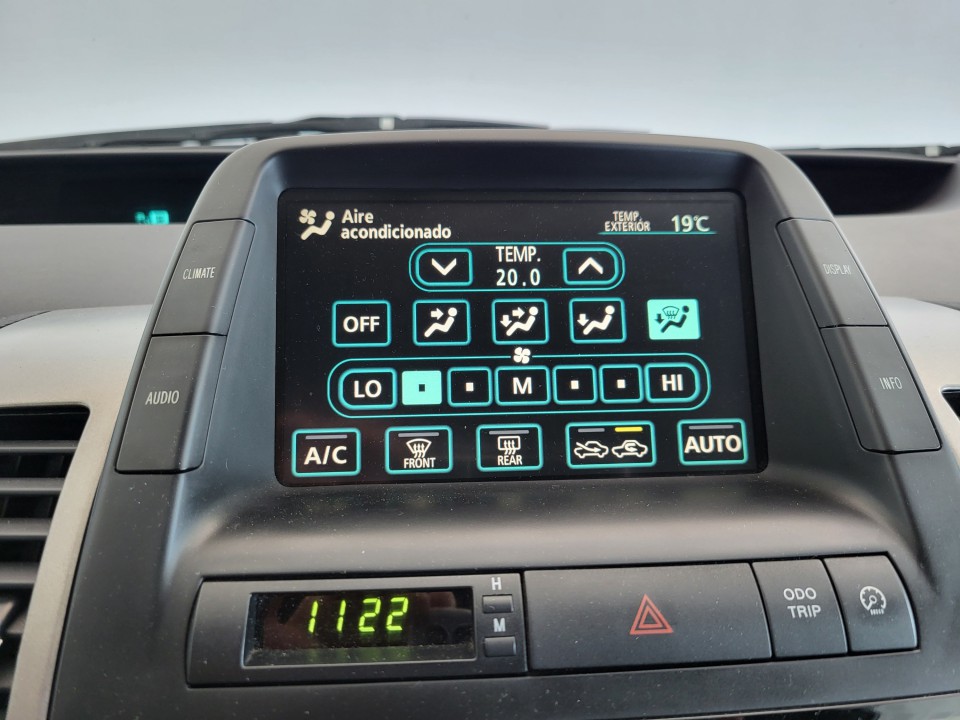 Aire
acondicionado
TEMP.
EXTERIOR 19°C
CLIMATE
DISPLAY
TEMP.
20.0
OFF
AUDIO
INFO
LO M HI
A/C
FRONT
REAR
AUTO
H
M
1122
ODO
TRIP